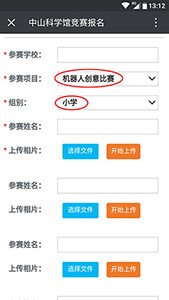 13:12
中山科学馆竞赛报名
* 参赛学校：
* 参赛项目： 机器人创意比赛
* 组别： 小学
* 参赛姓名：
* 上传相片： 选择文件 开始上传
参赛姓名：
上传相片： 选择文件 开始上传
参赛姓名：
上传相片： 选择文件 开始上传